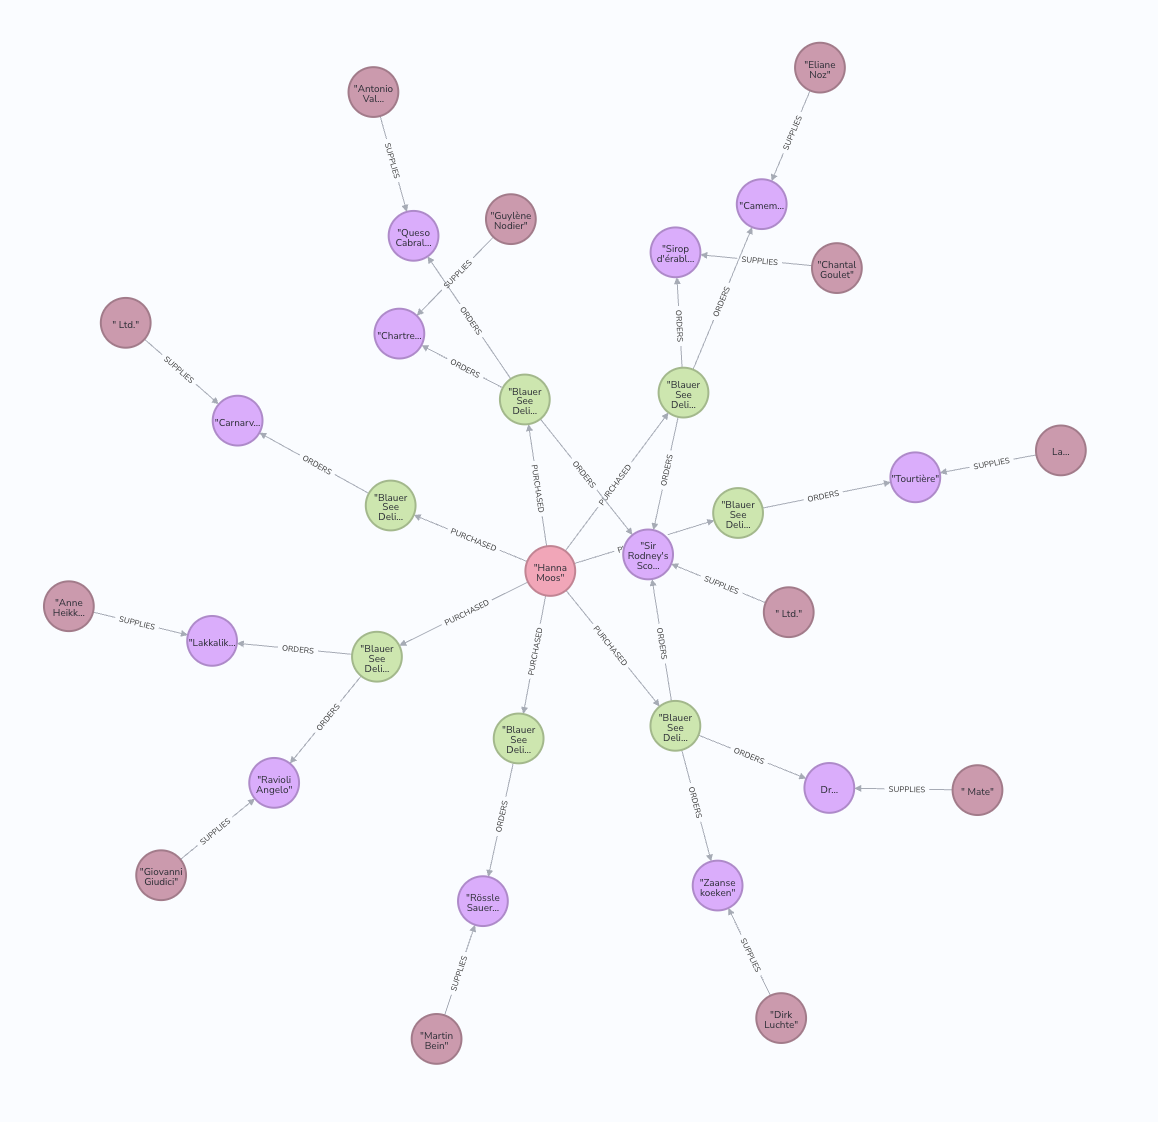 "Eliane
Noz"
"Antonio
Val...
SUPPLIES
SUPPLIES
"Camem...
"Guylène
Nodier"
"Queso
Cabral...
"Sirop
d'érabl...
SUPPLIES
"Chantal
Goulet"
SUPPLIES
ORDERS
" Ltd."
ORDERS
ORDERS
"Chartre...
SUPPLIES
ORDERS
"Blauer
See
Deli...
"Blauer
See
Deli...
"Carnarv...
La...
ORDERS
ORDERS
ORDERS
PURCHASED
PURCHASED
SUPPLIES
"Tourtière"
ORDERS
"Blauer
See
Deli...
"Blauer
See
Deli...
PURCHASED
"Sir
Rodney's
Sco...
"Hanna
Moos"
SUPPLIES
"Anne
Heikk...
PURCHASED
" Ltd."
SUPPLIES
"Lakkalik...
ORDERS
"Blauer
See
Deli...
PURCHASED
PURCHASED
ORDERS
ORDERS
"Blauer
See
Deli...
"Blauer
See
Deli...
ORDERS
"Ravioli
Angelo"
Dr...
SUPPLIES
" Mate"
ORDERS
ORDERS
SUPPLIES
"Giovanni
Giudici"
"Zaanse
koeken"
"Rössle
Sauer...
SUPPLIES
SUPPLIES
"Dirk
Luchte"
"Martin
Bein"